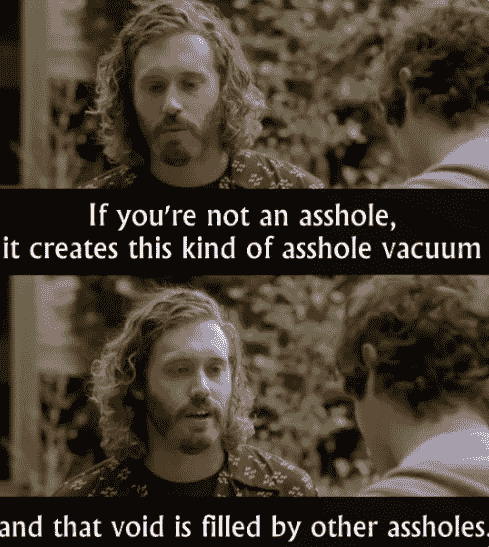 If you're not an asshole,
it creates this kind of asshole vacuum
and that void is filled by other assholes.